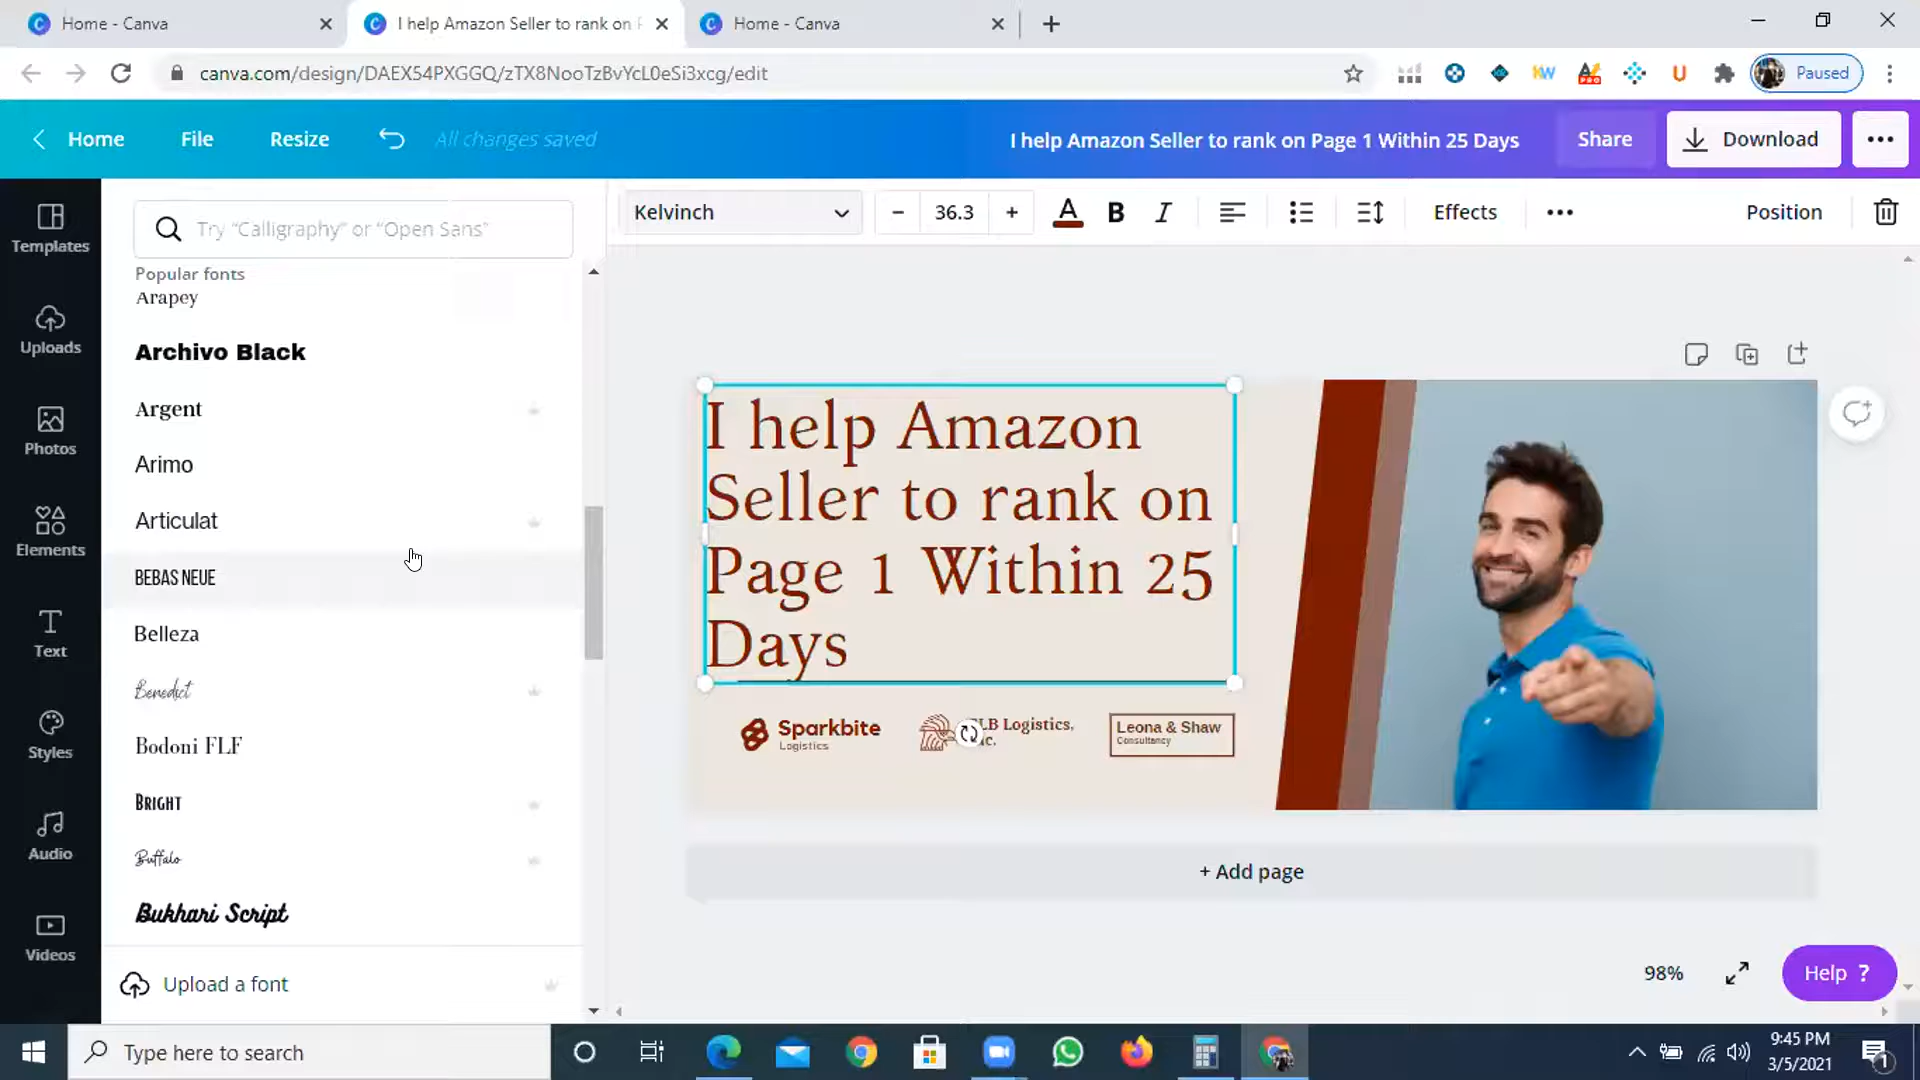 Home - Canva
I help Amazon Seller to rank on P
Home - Canva
canva.com/design/DAEX54PXGGQ/zTX8NooTzBvYcL0eSi3xcg/edit
Paused
Home
File
Resize
All changes saved
I help Amazon Seller to rank on Page 1 Within 25 Days
Share
Download
Templates
Uploads
Photos
Elements
Text
Styles
Audio
Videos
Try "Calligraphy" or "Open Sans"
Popular fonts
Arapey
Archivo Black
Argent
Arimo
Articulat
BEBAS NEUE
Belleza
Benedict
Bodoni FLF
BRIGHT
Buffalo
Bukhari Script
Upload a font
Kelvinch
36.3
A
B
I
Effects
Position
I help Amazon
Seller to rank on
Page 1 Within 25
Days
Sparkbite
Logistics
LB Logistics,
Leona & Shaw
Consultancy
+ Add page
98%
Help ?
Type here to search
9:45 PM
3/5/2021
1